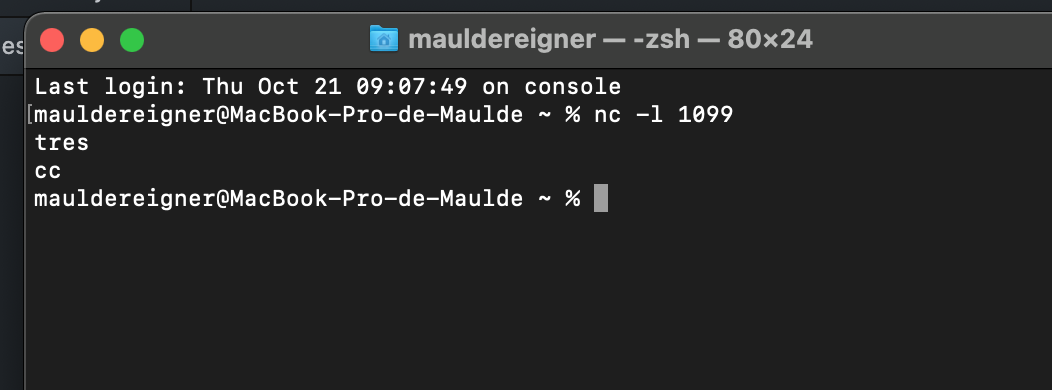 es
mauldereigner — -zsh — 80×24
Last login: Thu Oct 21 09:07:49 on console
[mauldereigner@MacBook-Pro-de-Maulde ~ % nc -l 1099
tres
cc
mauldereigner@MacBook-Pro-de-Maulde ~ %